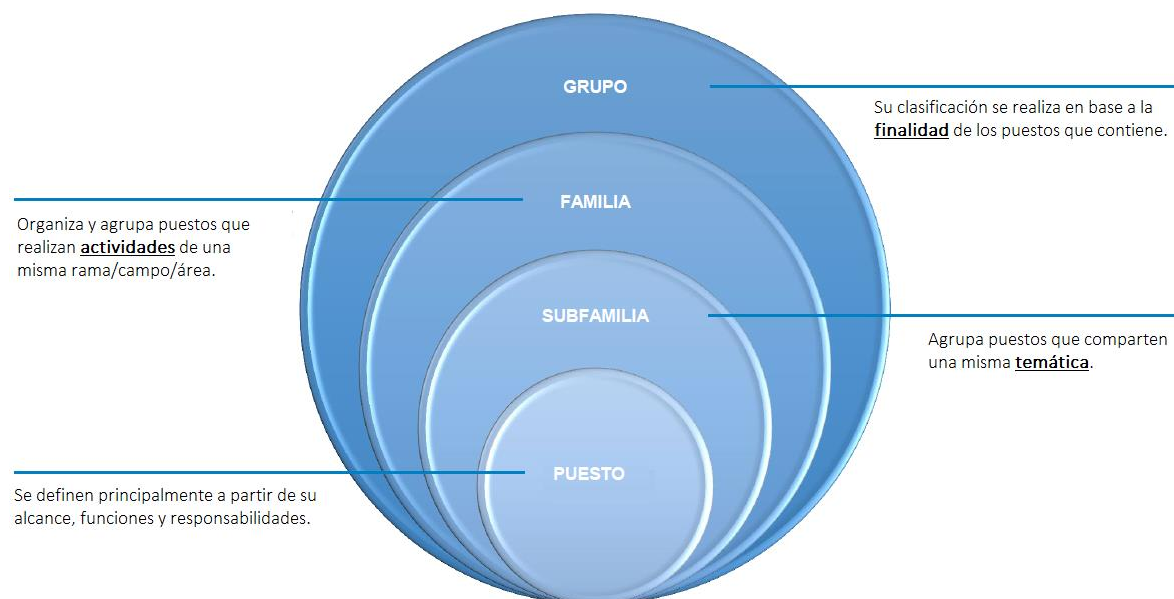 GRUPO
Su clasificación se realiza en base a la
finalidad de los puestos que contiene.
FAMILIA
Organiza y agrupa puestos que
realizan actividades de una
misma rama/campo/área.
SUBFAMILIA
Agrupa puestos que comparten
una misma temática.
PUESTO
Se definen principalmente a partir de su
alcance, funciones y responsabilidades.